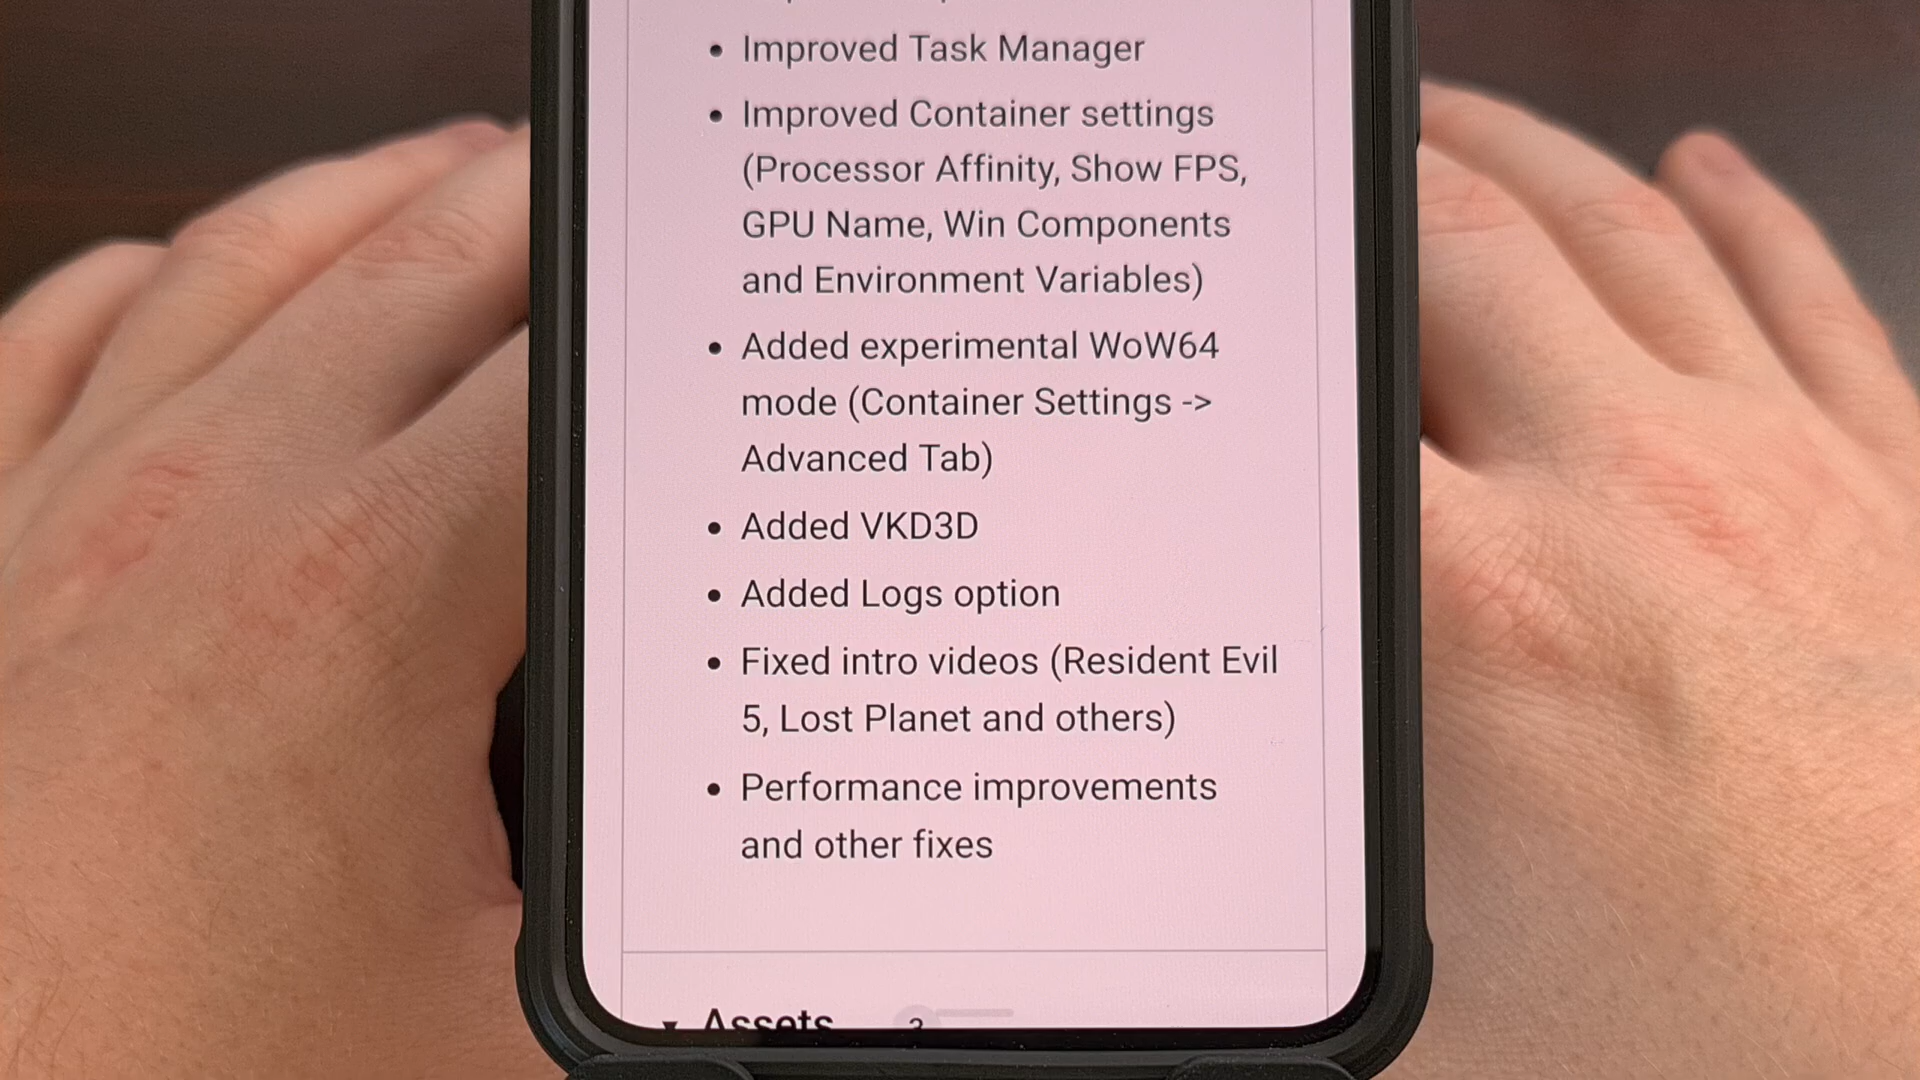 • Improved Task Manager
• Improved Container settings
(Processor Affinity, Show FPS,
GPU Name, Win Components
and Environment Variables)
• Added experimental WoW64
mode (Container Settings ->
Advanced Tab)
• Added VKD3D
• Added Logs option
• Fixed intro videos (Resident Evil
5, Lost Planet and others)
• Performance improvements
and other fixes
▼ Assets